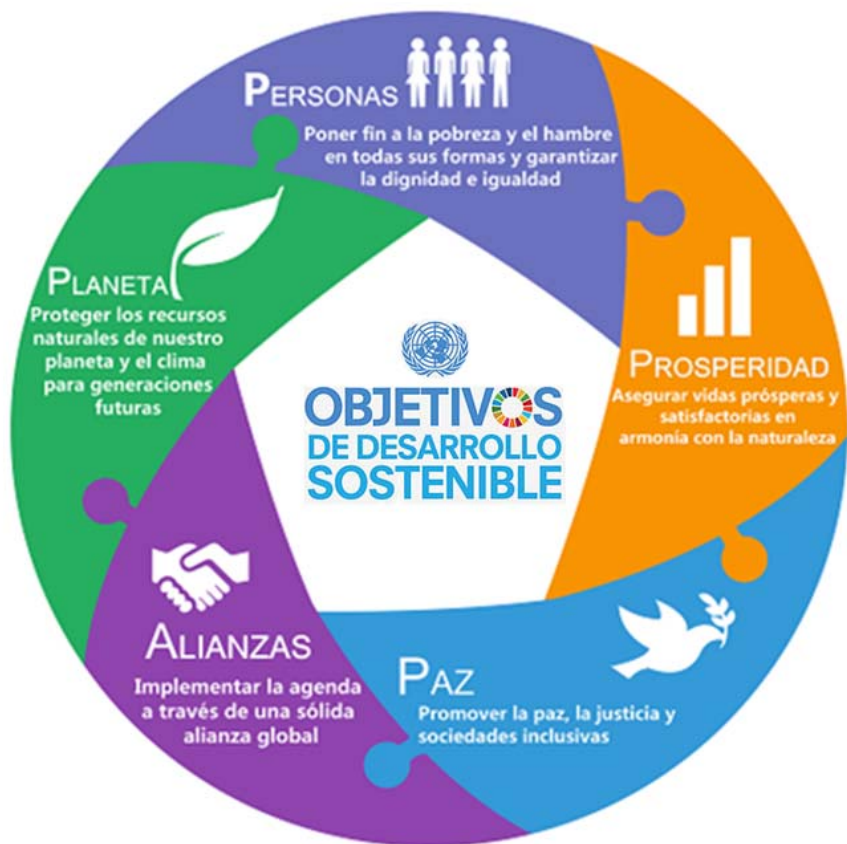 PERSONAS
Poner fin a la pobreza y el hambre
en todas sus formas y garantizar
la dignidad e igualdad
PROSPERIDAD
Asegurar vidas prósperas y
satisfactorias en
armonía con la naturaleza
PAZ
Promover la paz, la justicia y
sociedades inclusivas
ALIANZAS
Implementar la agenda
a través de una sólida
alianza global
PLANETA
Proteger los recursos
naturales de nuestro
planeta y el clima
para generaciones
futuras
OBJETIVOS
DE DESARROLLO
SOSTENIBLE